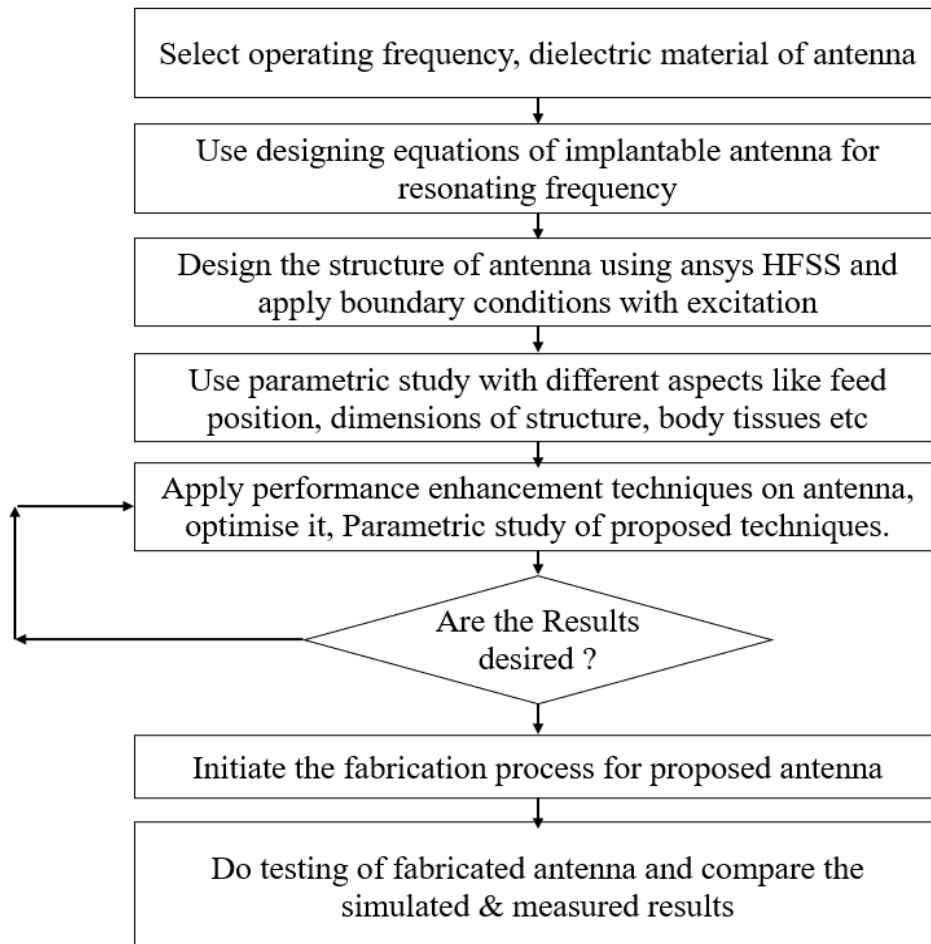 Select operating frequency, dielectric material of antenna
Use designing equations of implantable antenna for
resonating frequency
Design the structure of antenna using ansys HFSS and
apply boundary conditions with excitation
Use parametric study with different aspects like feed
position, dimensions of structure, body tissues etc
Apply performance enhancement techniques on antenna,
optimise it, Parametric study of proposed techniques.
Are the Results
desired ?
Initiate the fabrication process for proposed antenna
Do testing of fabricated antenna and compare the
simulated & measured results